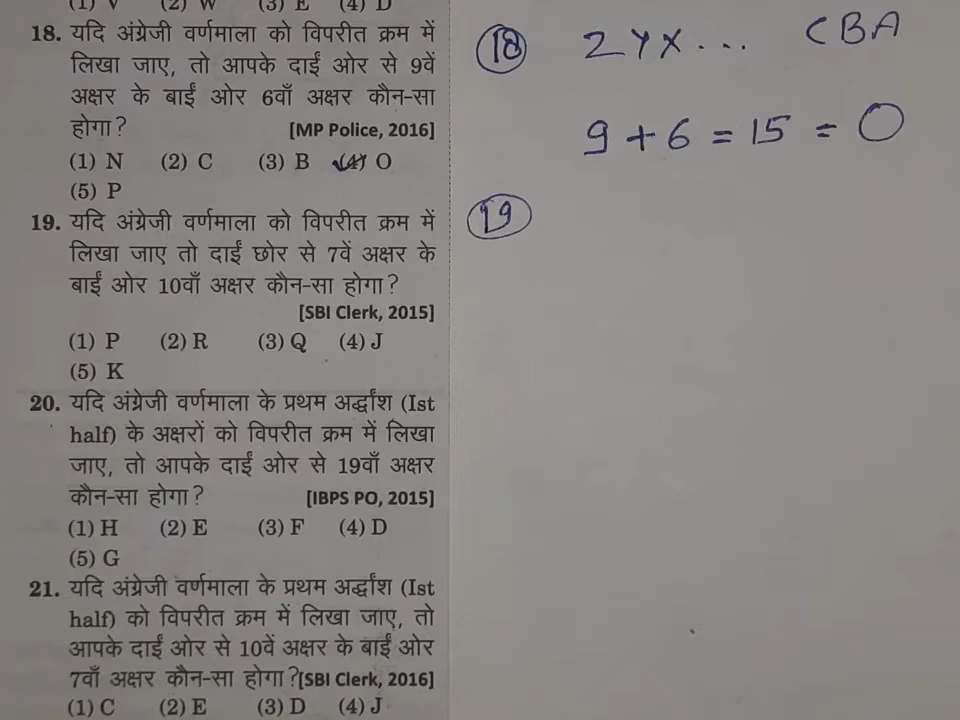 (1) V (2) W (3) E (4) D
18. यदि अंग्रेजी वर्णमाला को विपरीत क्रम में
लिखा जाए, तो आपके दाईं ओर से 9वें
अक्षर के बाईं ओर 6वाँ अक्षर कौन-सा
होगा? [MP Police, 2016]
(1) N (2) C (3) B (4) O
(5) P
19. यदि अंग्रेजी वर्णमाला को विपरीत क्रम में
लिखा जाए तो दाईं छोर से 7वें अक्षर के
बाईं ओर 10वाँ अक्षर कौन-सा होगा?
[SBI Clerk, 2015]
(1) P (2) R (3) Q (4) J
(5) K
20. यदि अंग्रेजी वर्णमाला के प्रथम अर्द्धांश (Ist
half) के अक्षरों को विपरीत क्रम में लिखा
जाए, तो आपके दाईं ओर से 19वाँ अक्षर
कौन-सा होगा? [IBPS PO, 2015]
(1) H (2) E (3) F (4) D
(5) G
21. यदि अंग्रेजी वर्णमाला के प्रथम अर्द्धांश (Ist
half) को विपरीत क्रम में लिखा जाए, तो
आपके दाईं ओर से 10वें अक्षर के बाईं ओर
7वाँ अक्षर कौन-सा होगा? [SBI Clerk, 2016]
(1) C (2) E (3) D (4) J
18 Z Y X ... C B A
9 + 6 = 15 = O
19